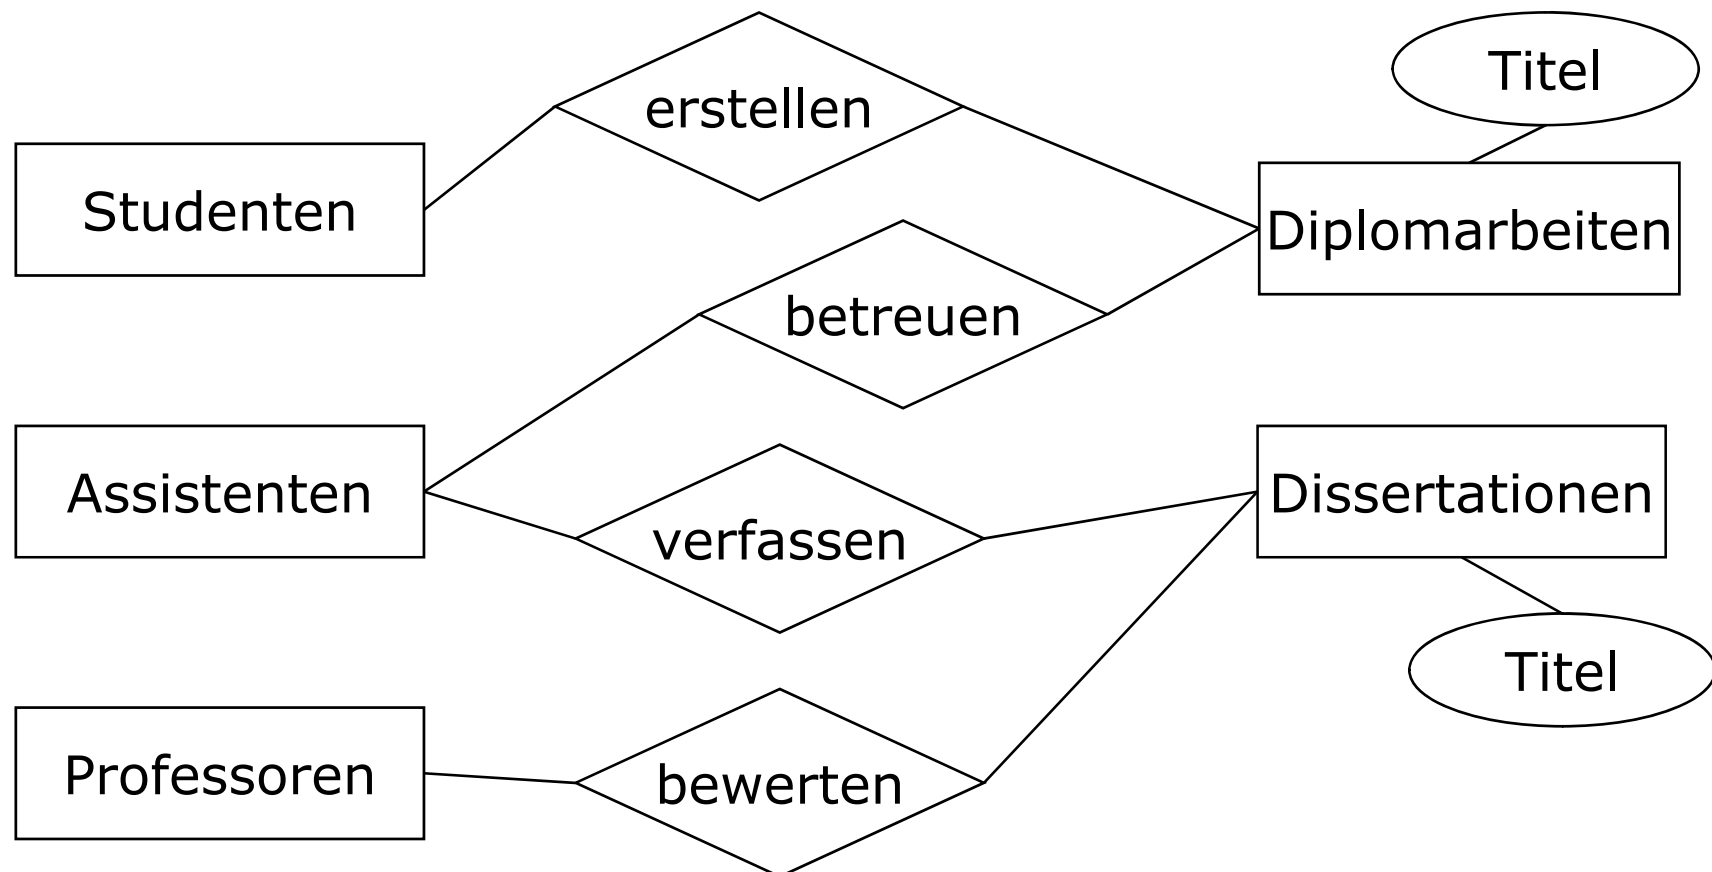 Titel
erstellen
Studenten
Diplomarbeiten
betreuen
Assistenten
Dissertationen
verfassen
Titel
Professoren
bewerten